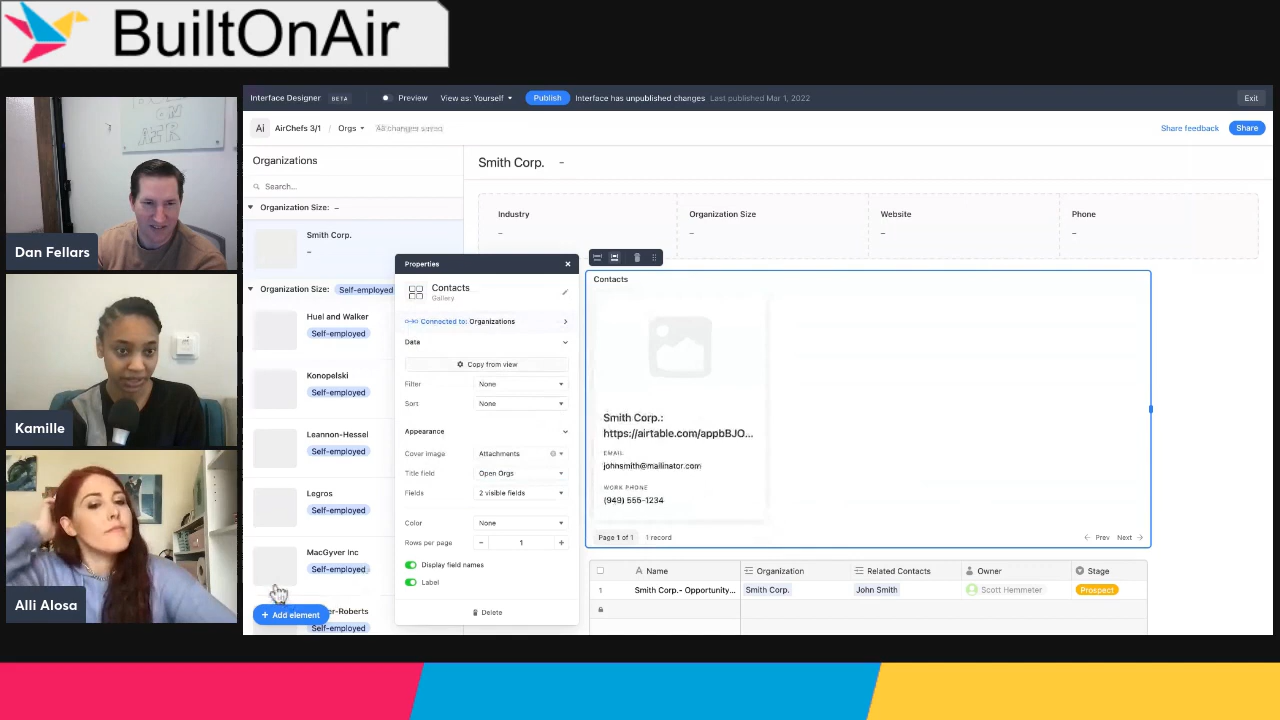 BuiltOnAir
Interface Designer BETA Preview View as: Yourself Publish Interface has unpublished changes Last published Mar 1, 2022 Exit
Ai AirChefs 3/1 / Orgs All changes saved Share feedback Share
Organizations
Search...
Organization Size: –
Smith Corp.
–
Organization Size: Self-employed
Huel and Walker
Self-employed
Konopelski
Self-employed
Leannon-Hessel
Self-employed
Legros
Self-employed
MacGyver Inc
Self-employed
er-Roberts
Self-employed
+ Add element
Properties
Contacts
Gallery
Connected to: Organizations
Data
Copy from view
Filter None
Sort None
Appearance
Cover image Attachments
Title field Open Orgs
Fields 2 visible fields
Color None
Rows per page − 1 +
Display field names
Label
Delete
Smith Corp. –
Industry Organization Size Website Phone
– – – –
Contacts
Smith Corp.:
https://airtable.com/appbBJO...
EMAIL
johnsmith@mailinator.com
WORK PHONE
(949) 555-1234
Page 1 of 1 1 record Prev Next
Name Organization Related Contacts Owner Stage
1 Smith Corp.- Opportunity... Smith Corp. John Smith Scott Hemmeter Prospect
Dan Fellars
Kamille
Alli Alosa